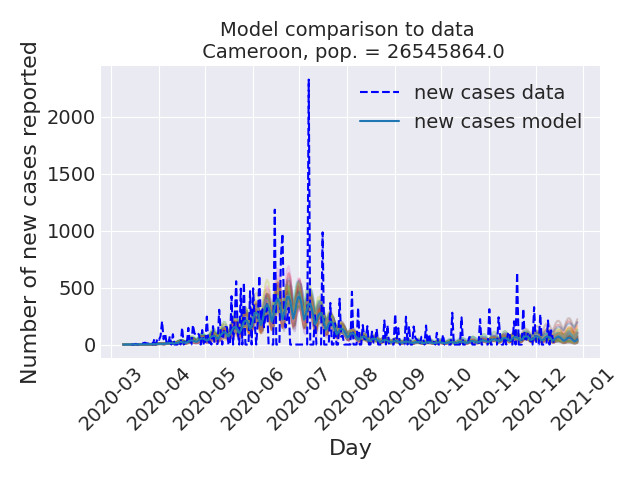 Model comparison to data
Cameroon, pop. = 26545864.0
Number of new cases reported
2000
1500
1000
500
0
new cases data
new cases model
2020-03
2020-04
2020-05
2020-06
2020-07
2020-08
2020-09
2020-10
2020-11
2020-12
2021-01
Day